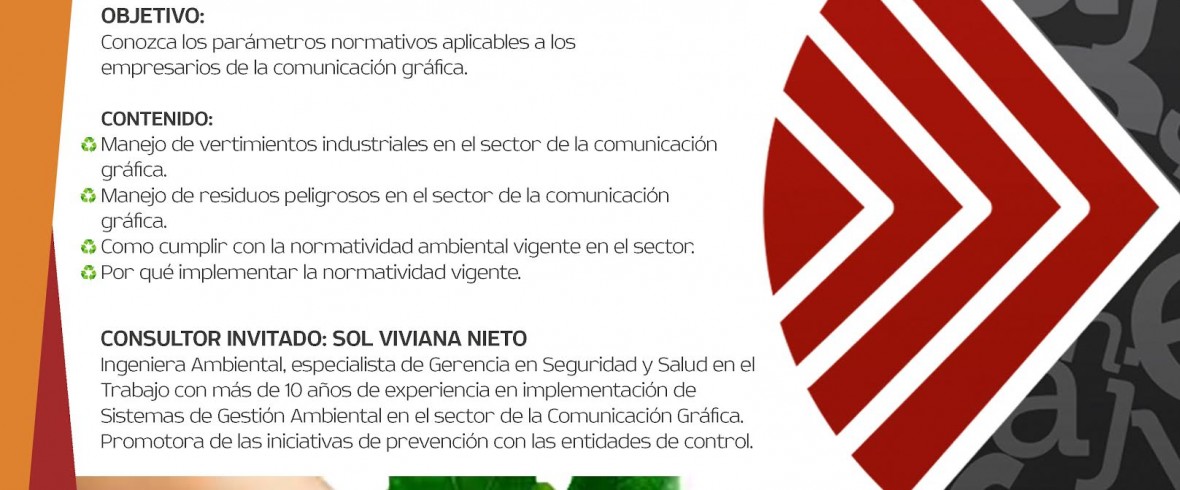 OBJETIVO:
Conozca los parámetros normativos aplicables a los
empresarios de la comunicación gráfica.
CONTENIDO:
Manejo de vertimientos industriales en el sector de la comunicación
gráfica.
Manejo de residuos peligrosos en el sector de la comunicación
gráfica.
Como cumplir con la normatividad ambiental vigente en el sector.
Por qué implementar la normatividad vigente.
CONSULTOR INVITADO: SOL VIVIANA NIETO
Ingeniera Ambiental, especialista de Gerencia en Seguridad y Salud en el
Trabajo con más de 10 años de experiencia en implementación de
Sistemas de Gestión Ambiental en el sector de la Comunicación Gráfica.
Promotora de las iniciativas de prevención con las entidades de control.